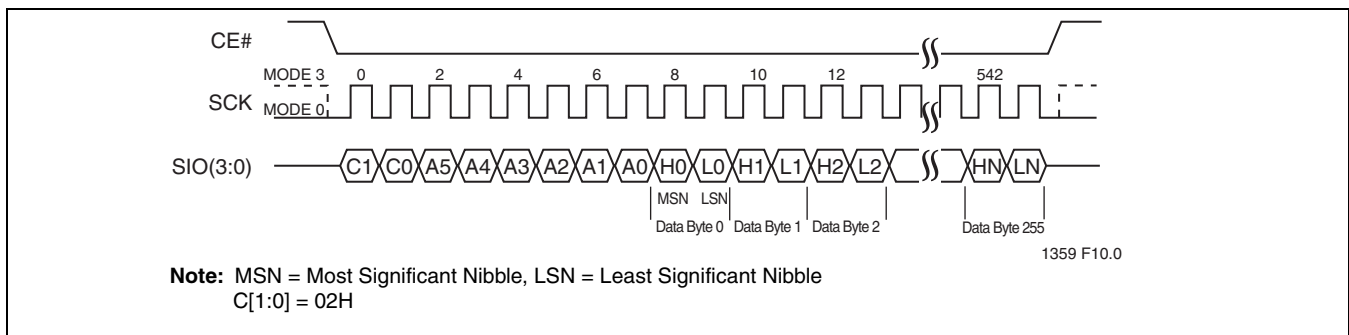 CE#
MODE 3 0 2 4 6 8 10 12 542
SCK MODE 0
SIO(3:0) C1 C0 A5 A4 A3 A2 A1 A0 H0 L0 H1 L1 H2 L2 HN LN
MSN LSN
Data Byte 0 Data Byte 1 Data Byte 2 Data Byte 255
1359 F10.0
Note: MSN = Most Significant Nibble, LSN = Least Significant Nibble
C[1:0] = 02H